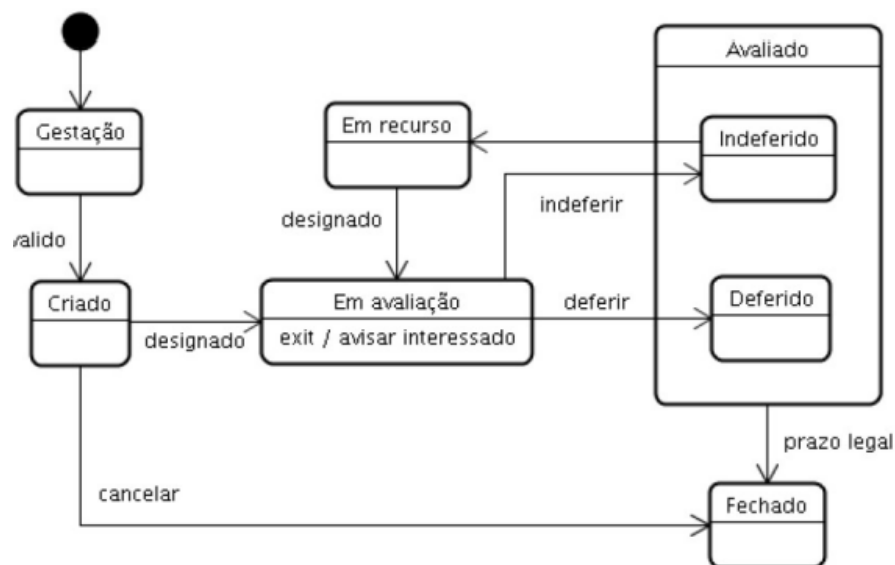 Avaliado
Gestação
Em recurso
Indeferido
designado
indeferir
valido
Criado
Em avaliação
exit / avisar interessado
deferir
Deferido
designado
prazo legal
cancelar
Fechado